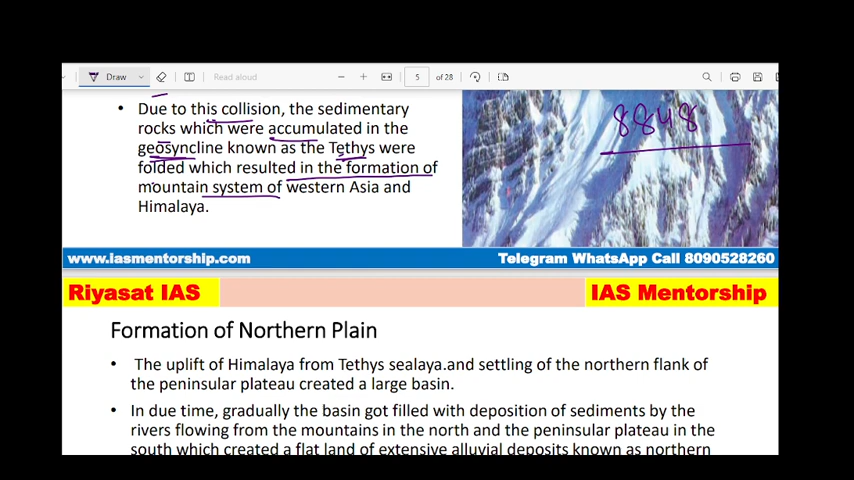 Draw
Read aloud
5
of 28
8848
• Due to this collision, the sedimentary
rocks which were accumulated in the
geosyncline known as the Tethys were
folded which resulted in the formation of
mountain system of western Asia and
Himalaya.
www.iasmentorship.com
Telegram WhatsApp Call 8090528260
Riyasat IAS
IAS Mentorship
Formation of Northern Plain
• The uplift of Himalaya from Tethys sealaya.and settling of the northern flank of
the peninsular plateau created a large basin.
• In due time, gradually the basin got filled with deposition of sediments by the
rivers flowing from the mountains in the north and the peninsular plateau in the
south which created a flat land of extensive alluvial deposits known as northern